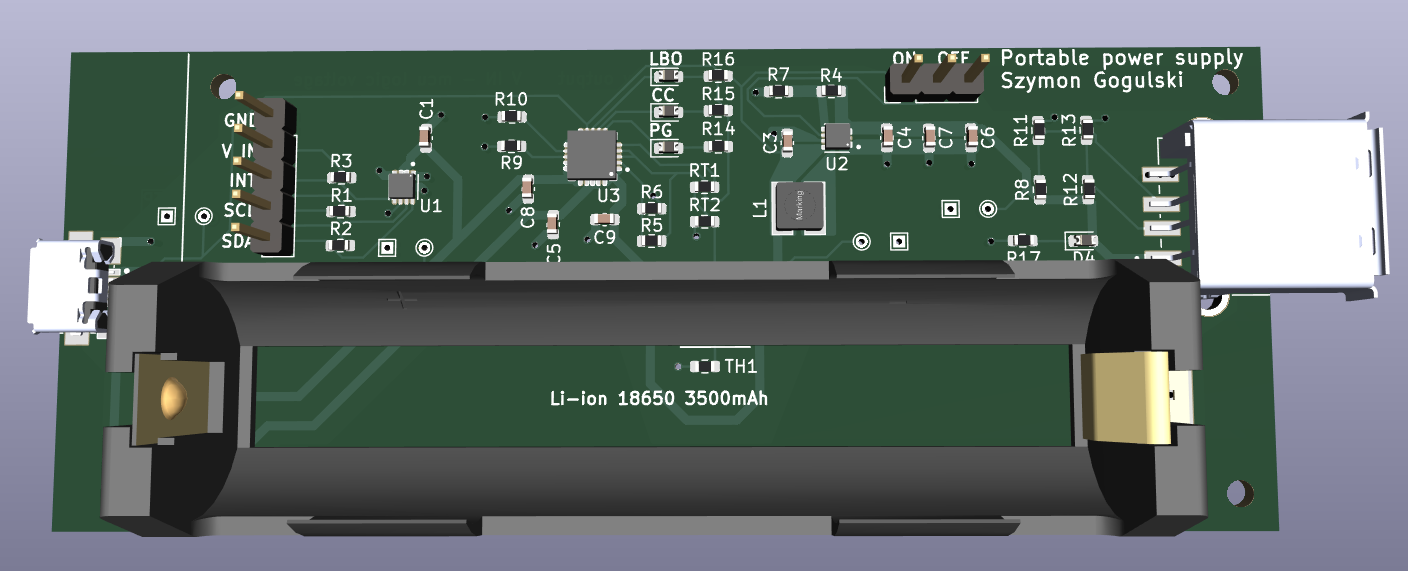 LBO
R16
ON
OFF
Portable power supply
Szymon Gogulski
R7
R4
R10
C1
CC
R15
GND
V_IN
PG
R14
C3
U2
C4
C7
C6
R11
R13
R3
R9
INT
RT1
R1
U1
U3
R6
C8
L1
Marking
R8
R12
SCL
RT2
R2
C9
R5
SDA
C5
R17
D4
+
-
TH1
Li-ion 18650 3500mAh